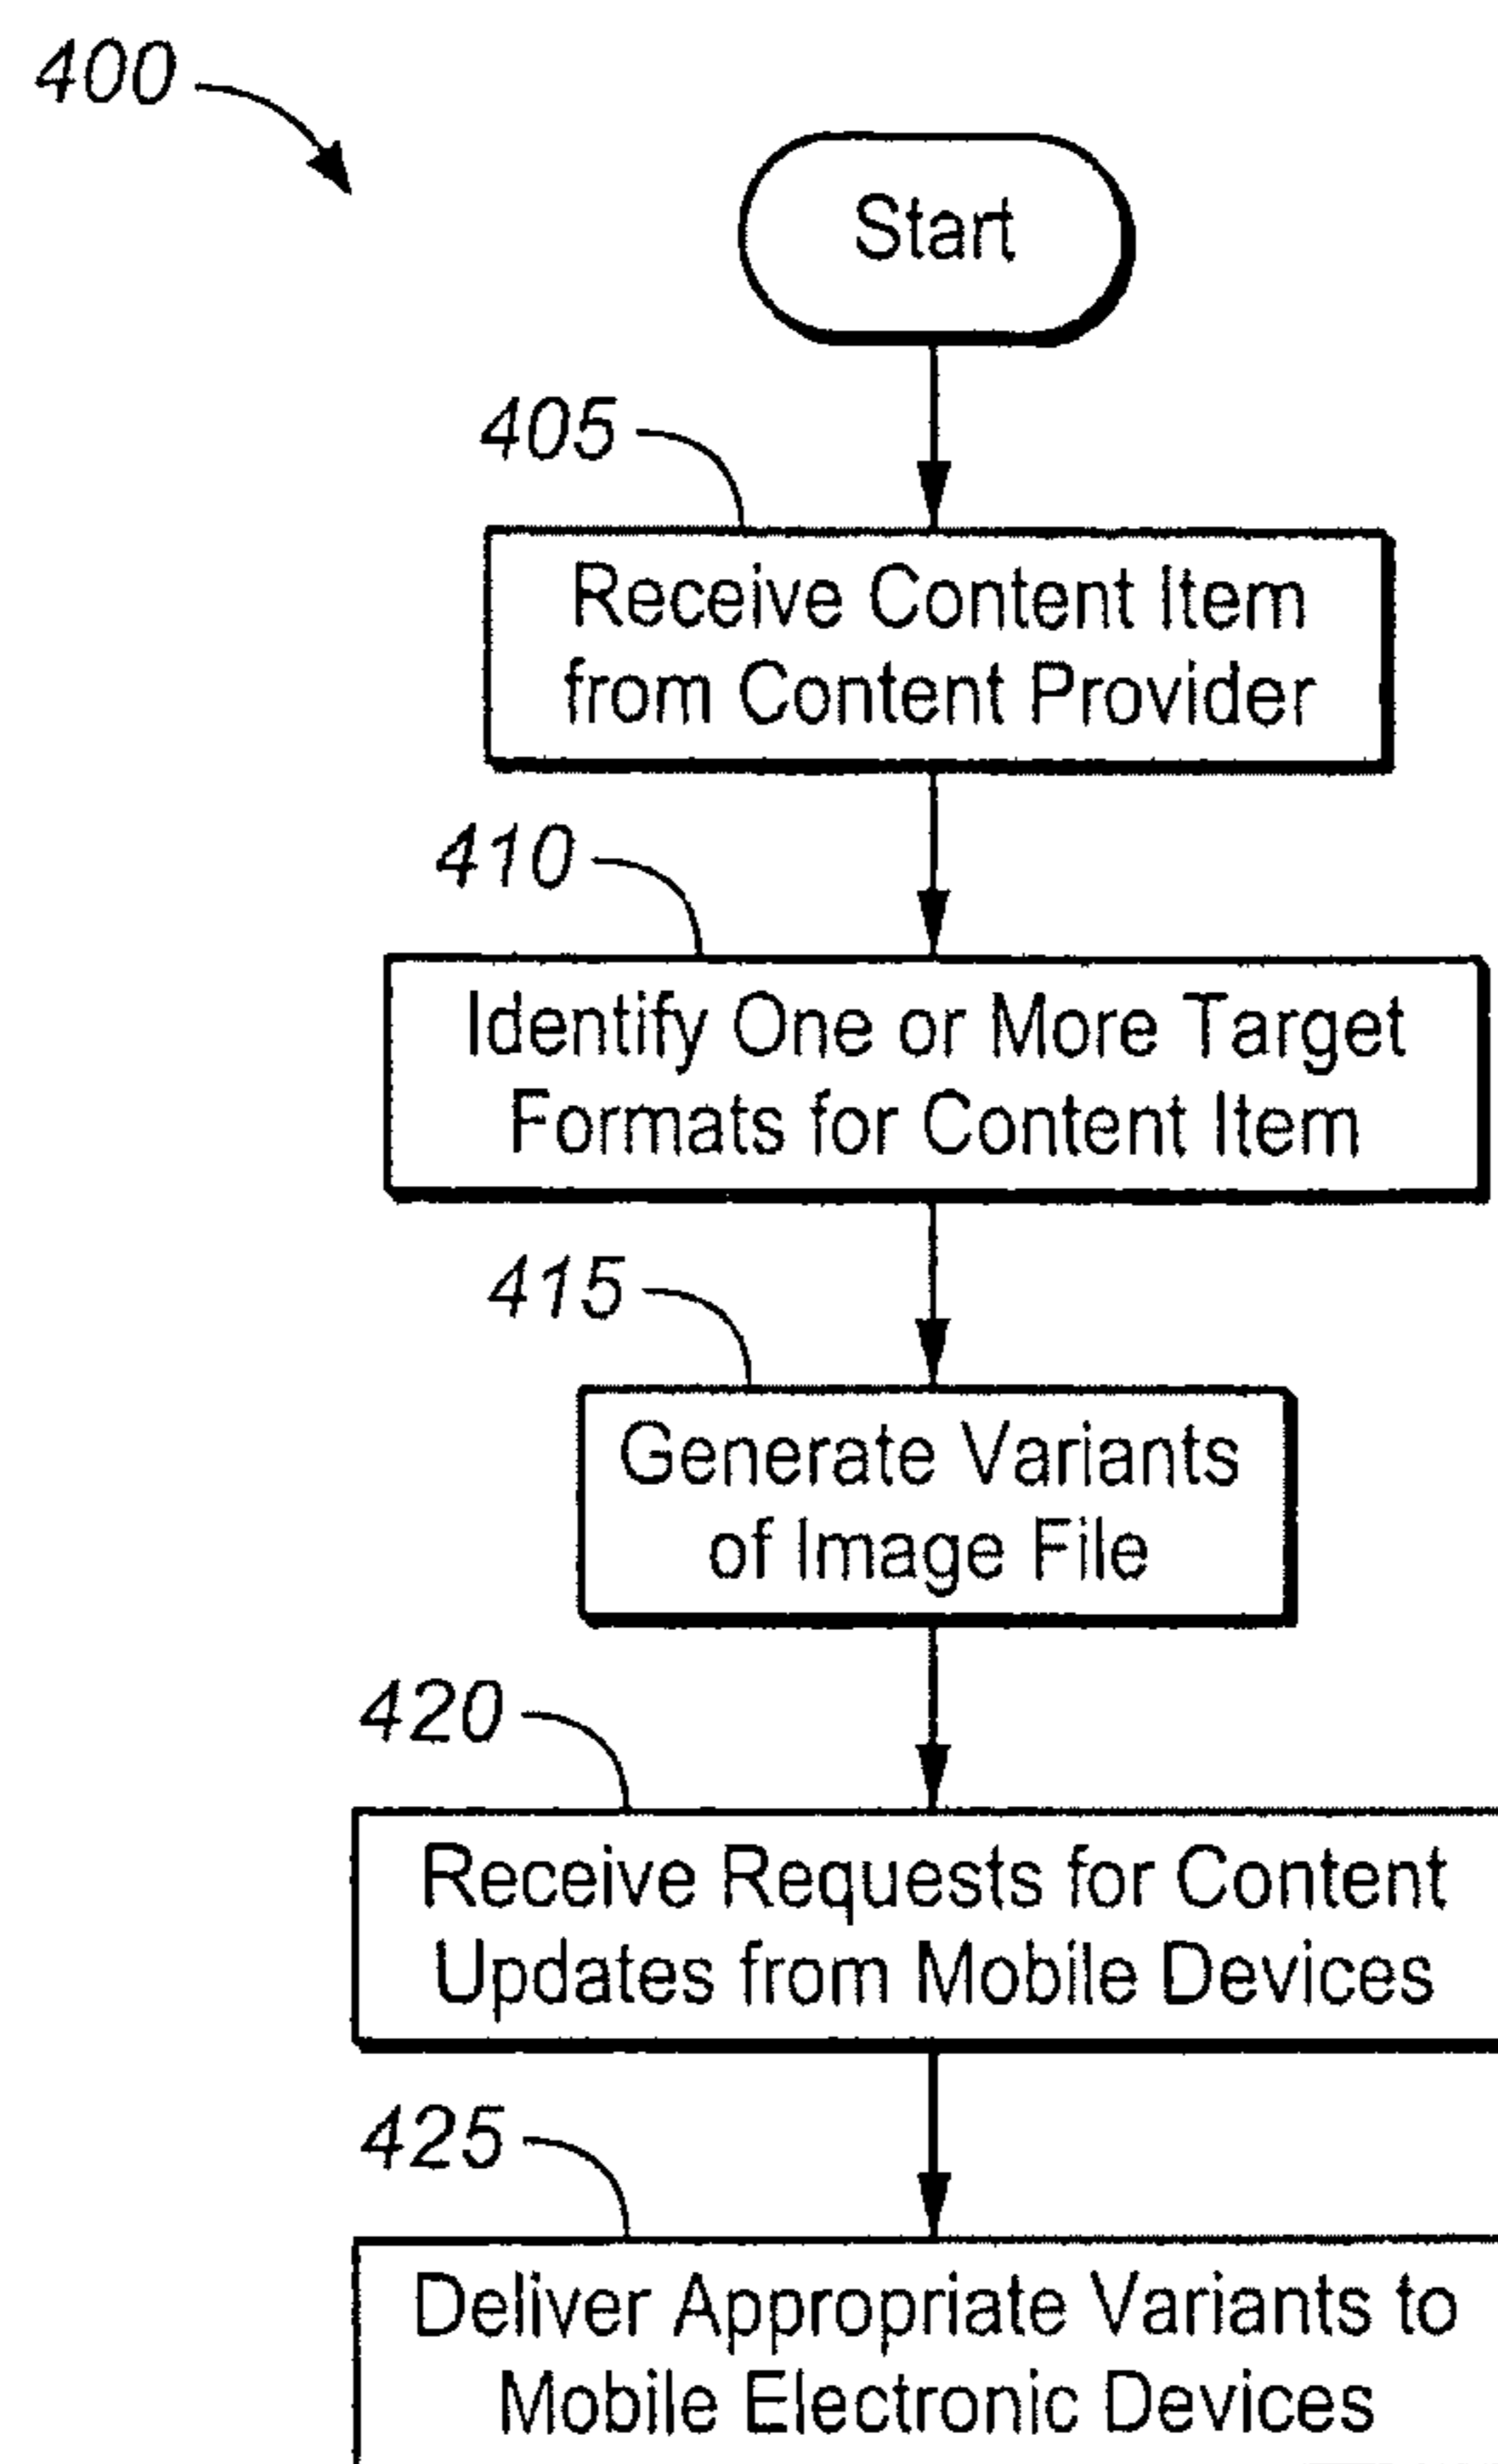 400
Start
405
Receive Content Item
from Content Provider
410
Identify One or More Target
Formats for Content Item
415
Generate Variants
of Image File
420
Receive Requests for Content
Updates from Mobile Devices
425
Deliver Appropriate Variants to
Mobile Electronic Devices